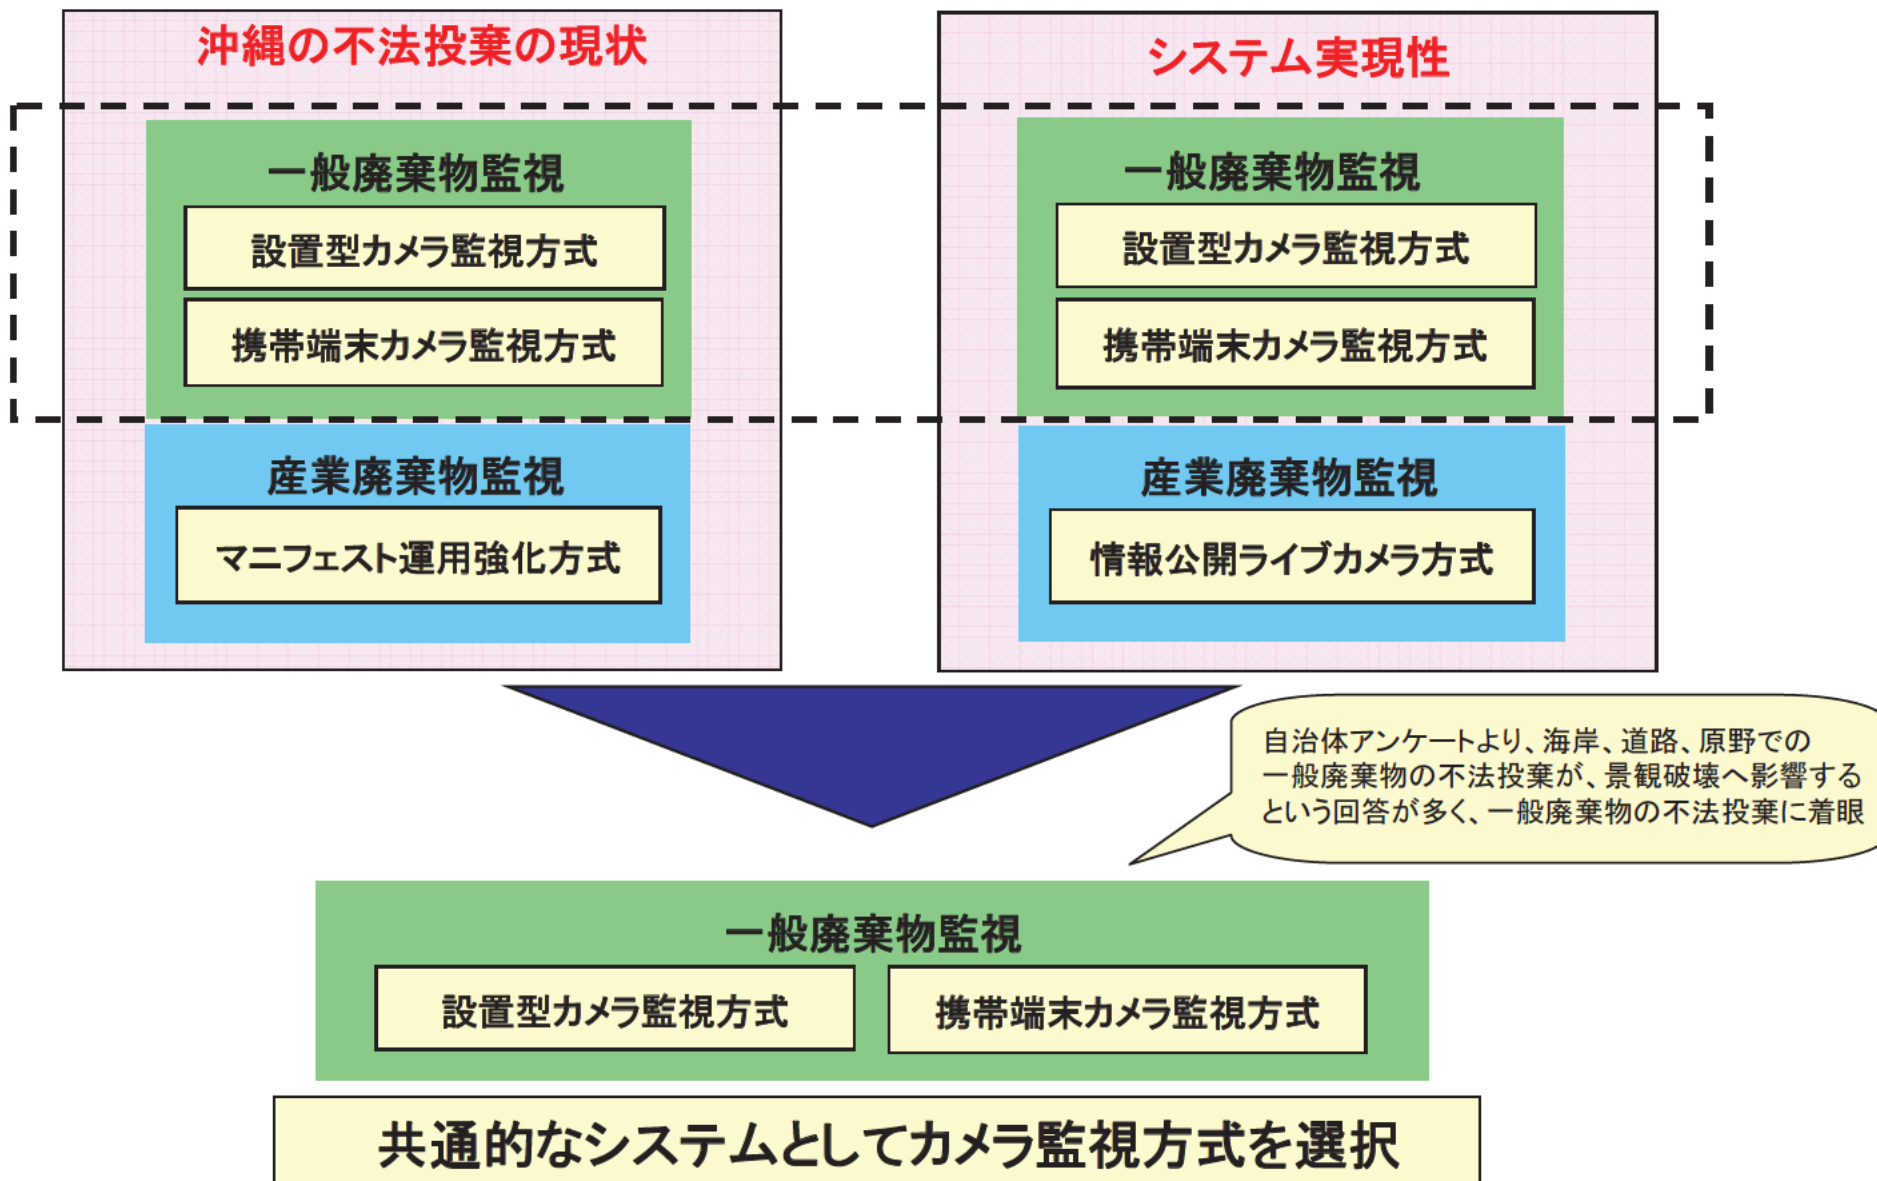 沖縄の不法投棄の現状
一般廃棄物監視
設置型カメラ監視方式
携帯端末カメラ監視方式
産業廃棄物監視
マニフェスト運用強化方式
システム実現性
一般廃棄物監視
設置型カメラ監視方式
携帯端末カメラ監視方式
産業廃棄物監視
情報公開ライブカメラ方式
自治体アンケートより、海岸、道路、原野での
一般廃棄物の不法投棄が、景観破壊へ影響する
という回答が多く、一般廃棄物の不法投棄に着眼
一般廃棄物監視
設置型カメラ監視方式
携帯端末カメラ監視方式
共通的なシステムとしてカメラ監視方式を選択